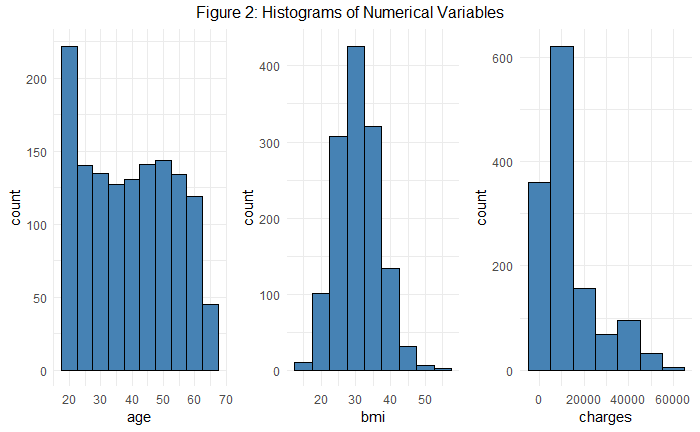 Figure 2: Histograms of Numerical Variables
count
200
150
100
50
0
20 30 40 50 60 70
age
count
400
300
200
100
0
20 30 40 50
bmi
count
600
400
200
0
0 20000 40000 60000
charges